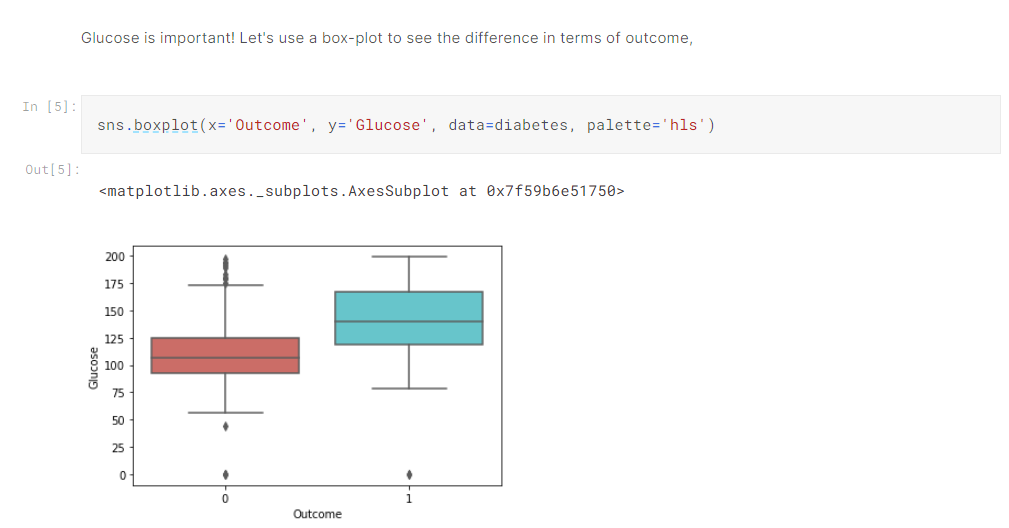 Glucose is important! Let's use a box-plot to see the difference in terms of outcome,
In [5]:
sns.boxplot(x='Outcome', y='Glucose', data=diabetes, palette='hls')
Out[5]:
<matplotlib.axes._subplots.AxesSubplot at 0x7f59b6e51750>
200
175
150
125
100
75
50
25
0
Glucose
0 1
Outcome